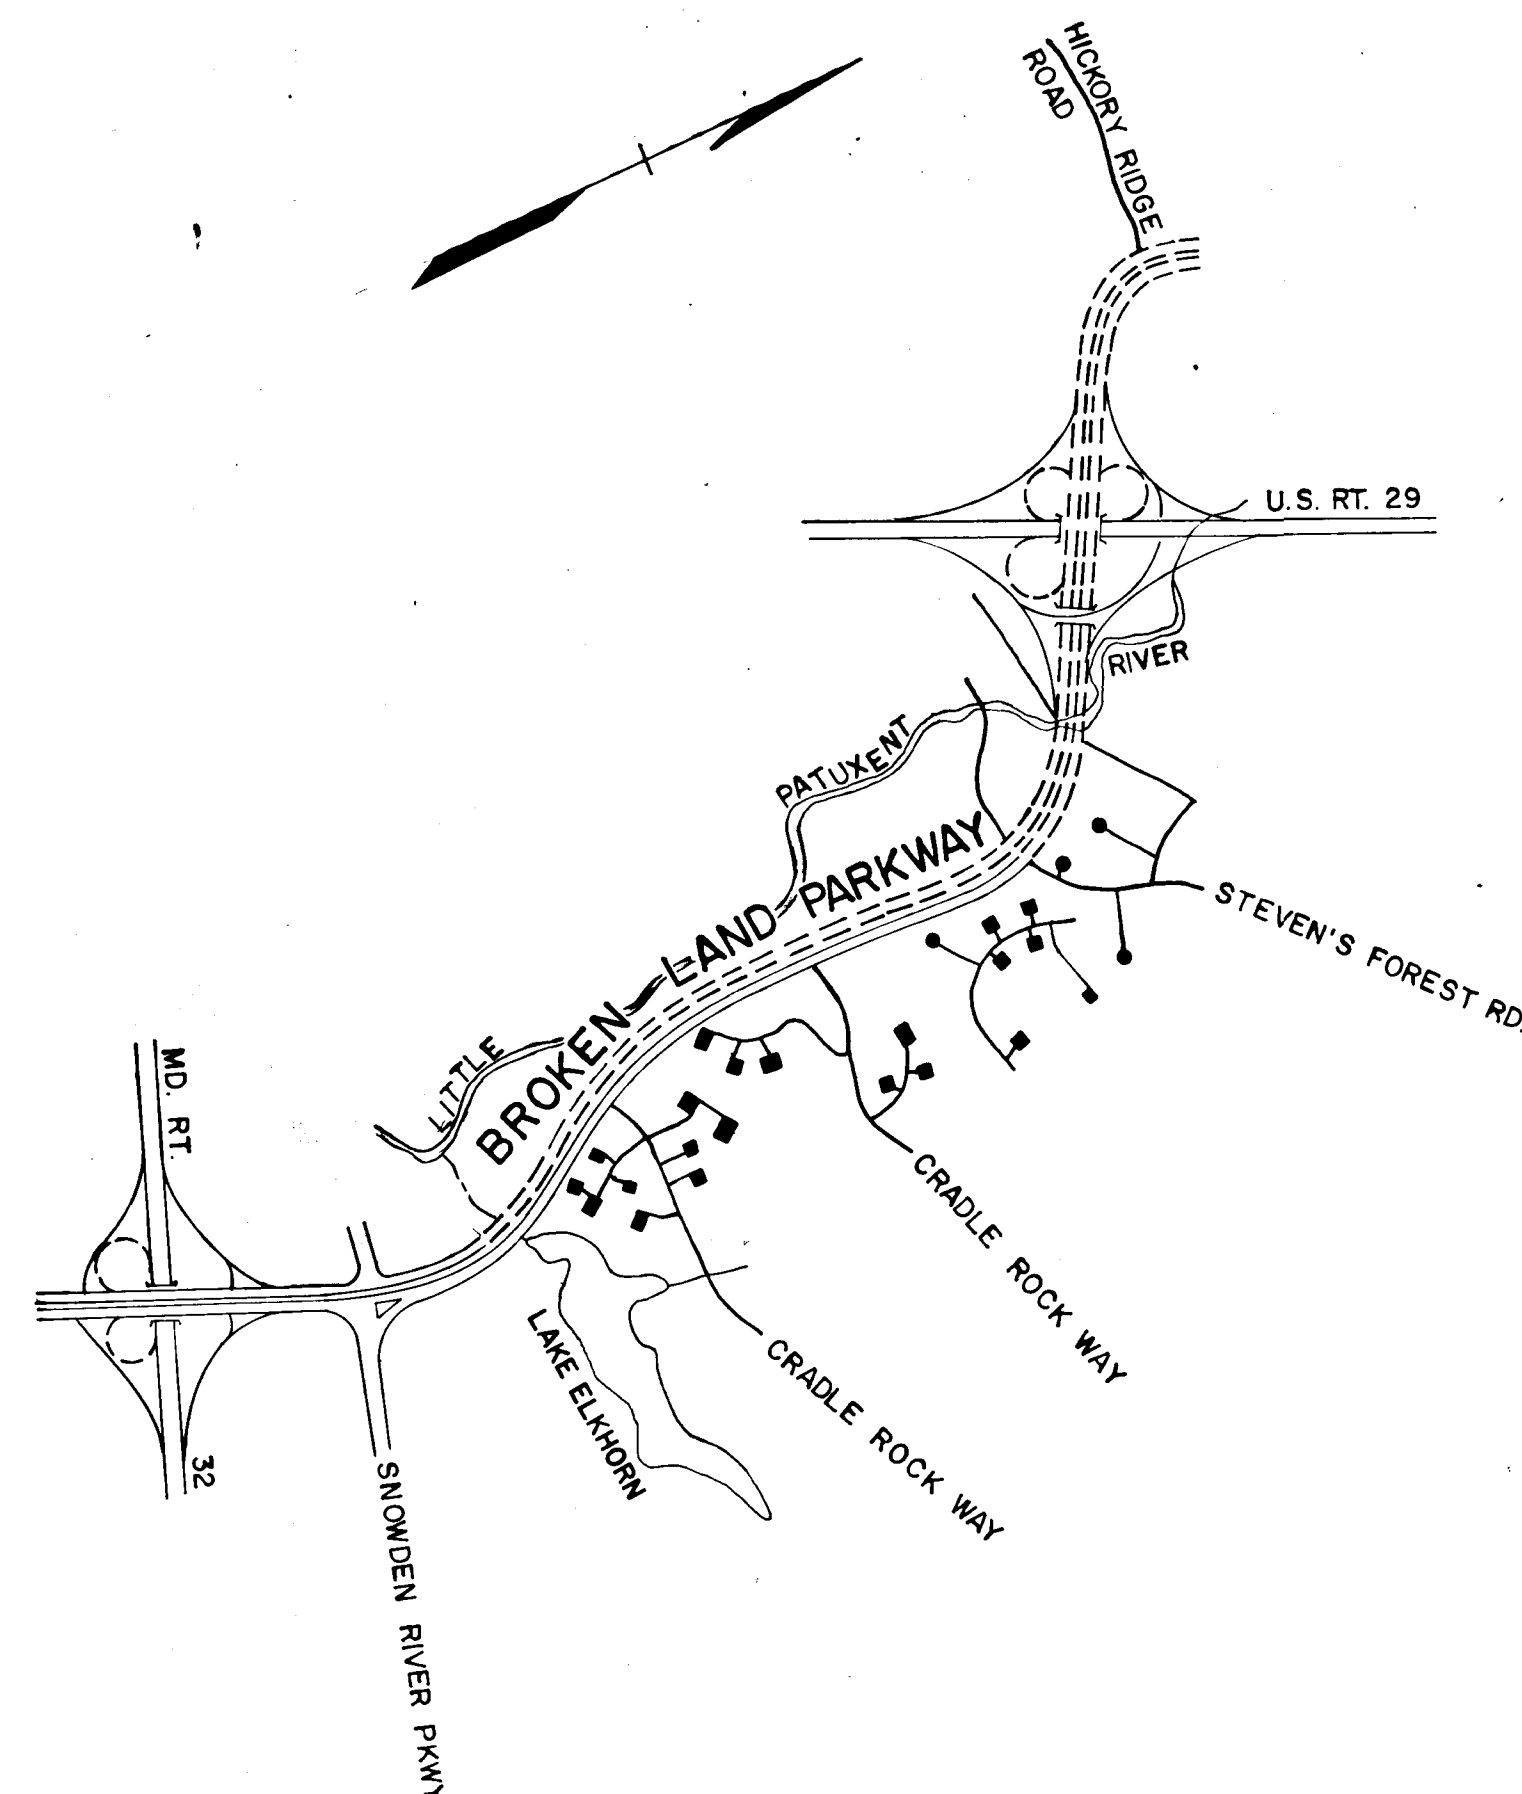 HICKORY RIDGE
ROAD
U.S. RT. 29
RIVER
PATUXENT
LITTLE
BROKEN LAND PARKWAY
STEVEN'S FOREST RD.
MD. RT.
32
CRADLE ROCK WAY
CRADLE ROCK WAY
LAKE ELKHORN
SNOWDEN RIVER PKWY